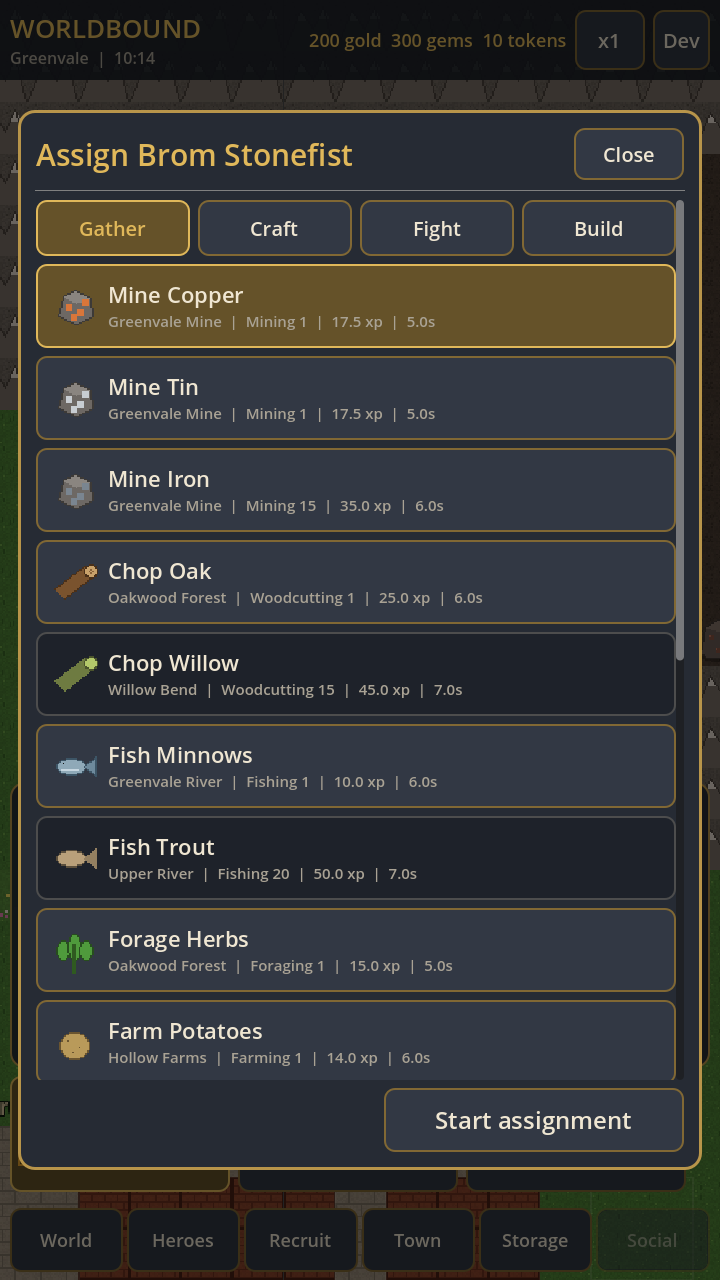 WORLDBOUND
Greenvale | 10:14
200 gold 300 gems 10 tokens
x1
Dev
Assign Brom Stonefist
Close
Gather
Craft
Fight
Build
Mine Copper
Greenvale Mine | Mining 1 | 17.5 xp | 5.0s
Mine Tin
Greenvale Mine | Mining 1 | 17.5 xp | 5.0s
Mine Iron
Greenvale Mine | Mining 15 | 35.0 xp | 6.0s
Chop Oak
Oakwood Forest | Woodcutting 1 | 25.0 xp | 6.0s
Chop Willow
Willow Bend | Woodcutting 15 | 45.0 xp | 7.0s
Fish Minnows
Greenvale River | Fishing 1 | 10.0 xp | 6.0s
Fish Trout
Upper River | Fishing 20 | 50.0 xp | 7.0s
Forage Herbs
Oakwood Forest | Foraging 1 | 15.0 xp | 5.0s
Farm Potatoes
Hollow Farms | Farming 1 | 14.0 xp | 6.0s
Start assignment
World
Heroes
Recruit
Town
Storage
Social